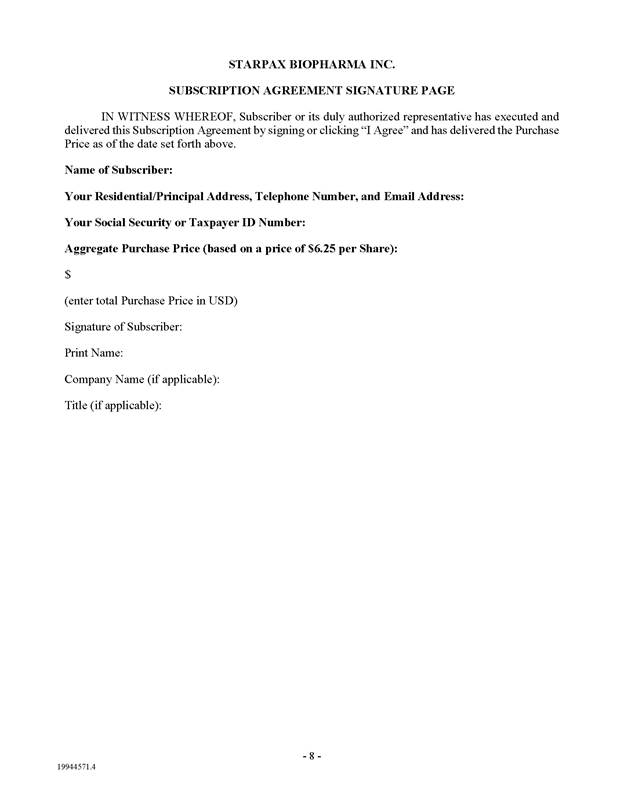 STARPAX BIOPHARMA INC.
SUBSCRIPTION AGREEMENT SIGNATURE PAGE
IN WITNESS WHEREOF, Subscriber or its duly authorized representative has executed and
delivered this Subscription Agreement by signing or clicking “I Agree” and has delivered the Purchase
Price as of the date set forth above.
Name of Subscriber:
Your Residential/Principal Address, Telephone Number, and Email Address:
Your Social Security or Taxpayer ID Number:
Aggregate Purchase Price (based on a price of $6.25 per Share):
$
(enter total Purchase Price in USD)
Signature of Subscriber:
Print Name:
Company Name (if applicable):
Title (if applicable):
- 8 -
19944571.4